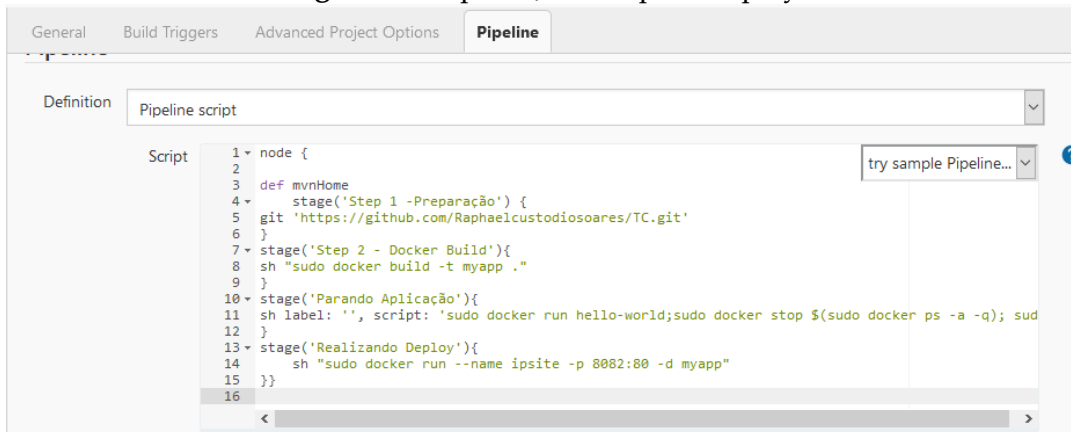 General Build Triggers Advanced Project Options Pipeline
Pipeline
Definition Pipeline script
Script
try sample Pipeline...
1 node {
2
3 def mvnHome
4 stage('Step 1 -Preparação') {
5 git 'https://github.com/Raphaelcustodiosoares/TC.git'
6 }
7 stage('Step 2 - Docker Build'){
8 sh "sudo docker build -t myapp ."
9 }
10 stage('Parando Aplicação'){
11 sh label: '', script: 'sudo docker run hello-world;sudo docker stop $(sudo docker ps -a -q); sud
12 }
13 stage('Realizando Deploy'){
14 sh "sudo docker run --name ipsite -p 8082:80 -d myapp"
15 }}
16